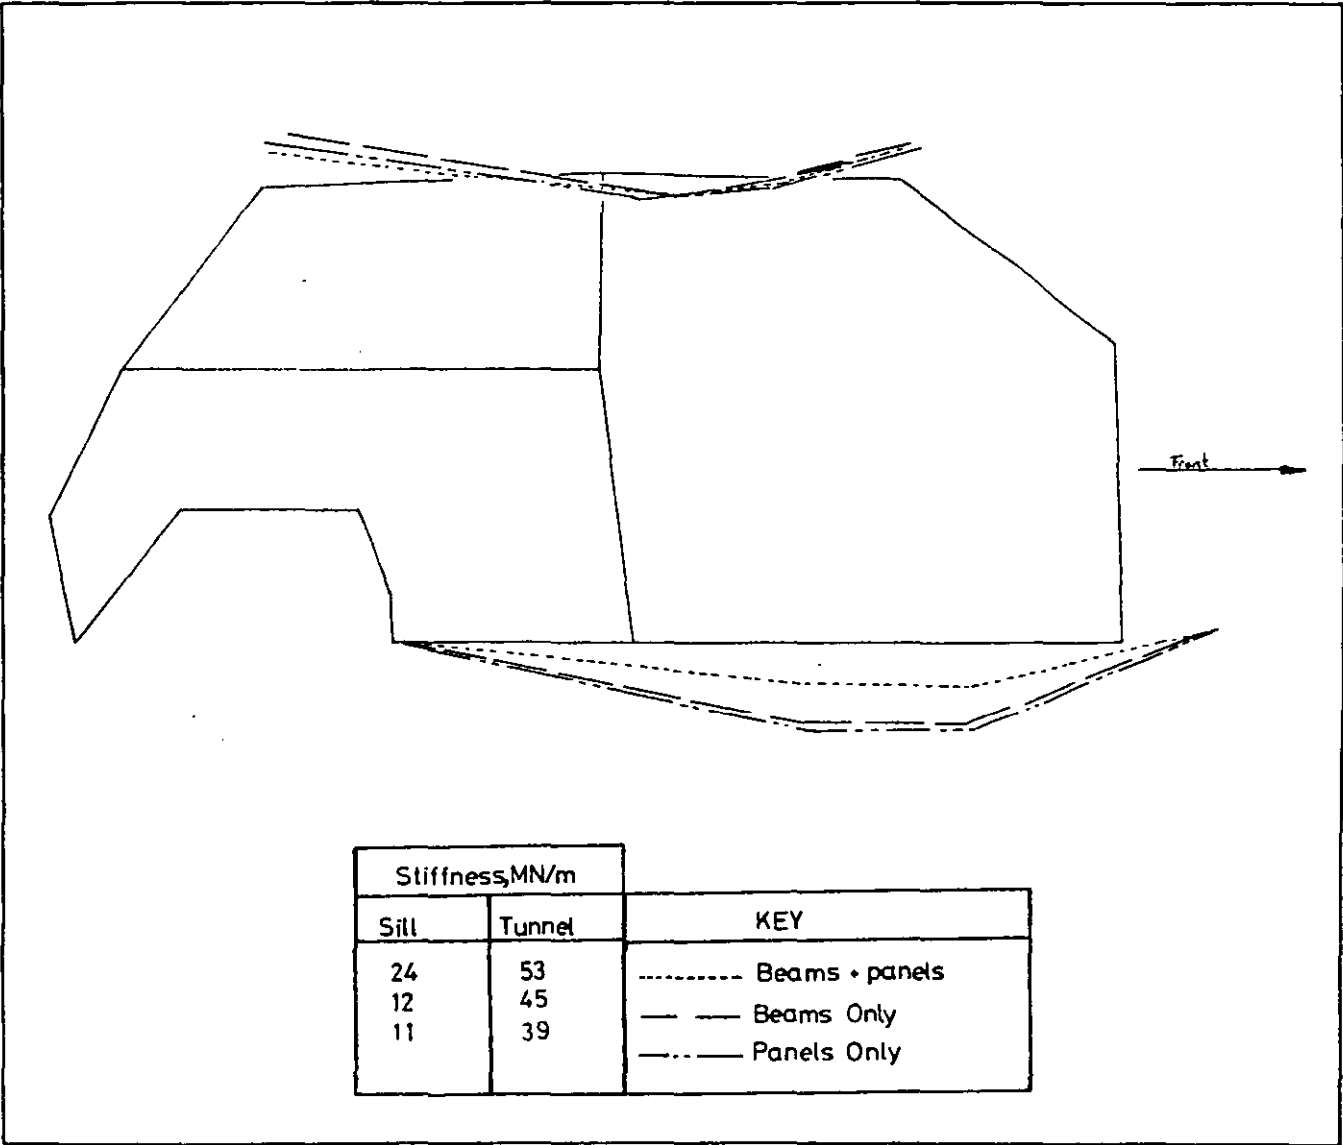 Front
Stiffness, MN/m
Sill Tunnel KEY
24 53 Beams + panels
12 45 Beams Only
11 39 Panels Only